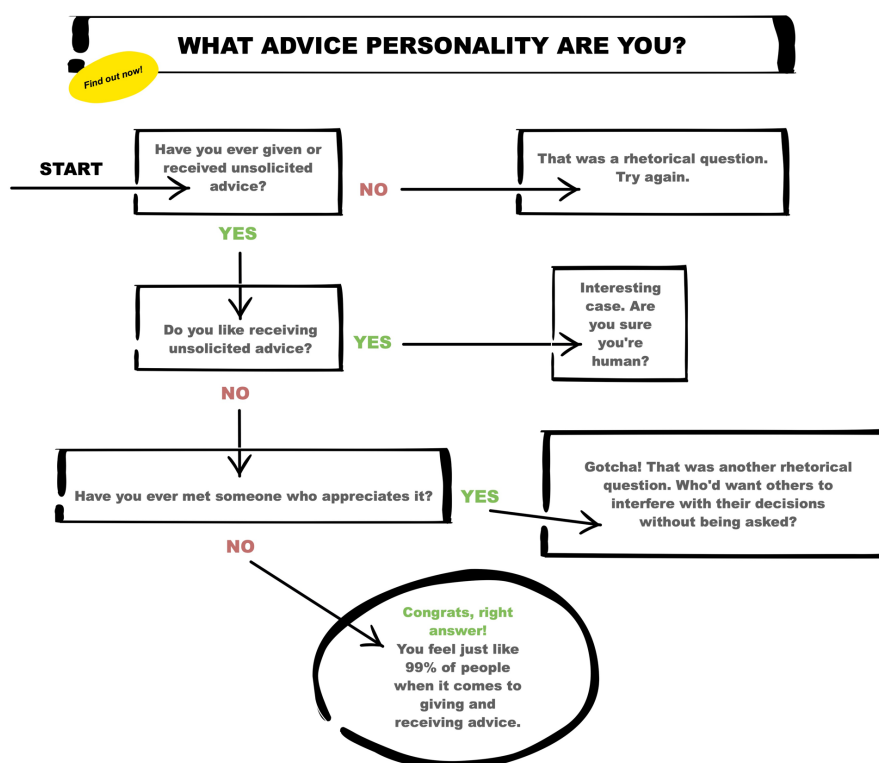 WHAT ADVICE PERSONALITY ARE YOU?
Find out now!
START
Have you ever given or
received unsolicited
advice?
NO
That was a rhetorical question.
Try again.
YES
Do you like receiving
unsolicited advice?
YES
Interesting
case. Are
you sure
you're
human?
NO
Have you ever met someone who appreciates it?
YES
Gotcha! That was another rhetorical
question. Who'd want others to
interfere with their decisions
without being asked?
NO
Congrats, right
answer!
You feel just like
99% of people
when it comes to
giving and
receiving advice.